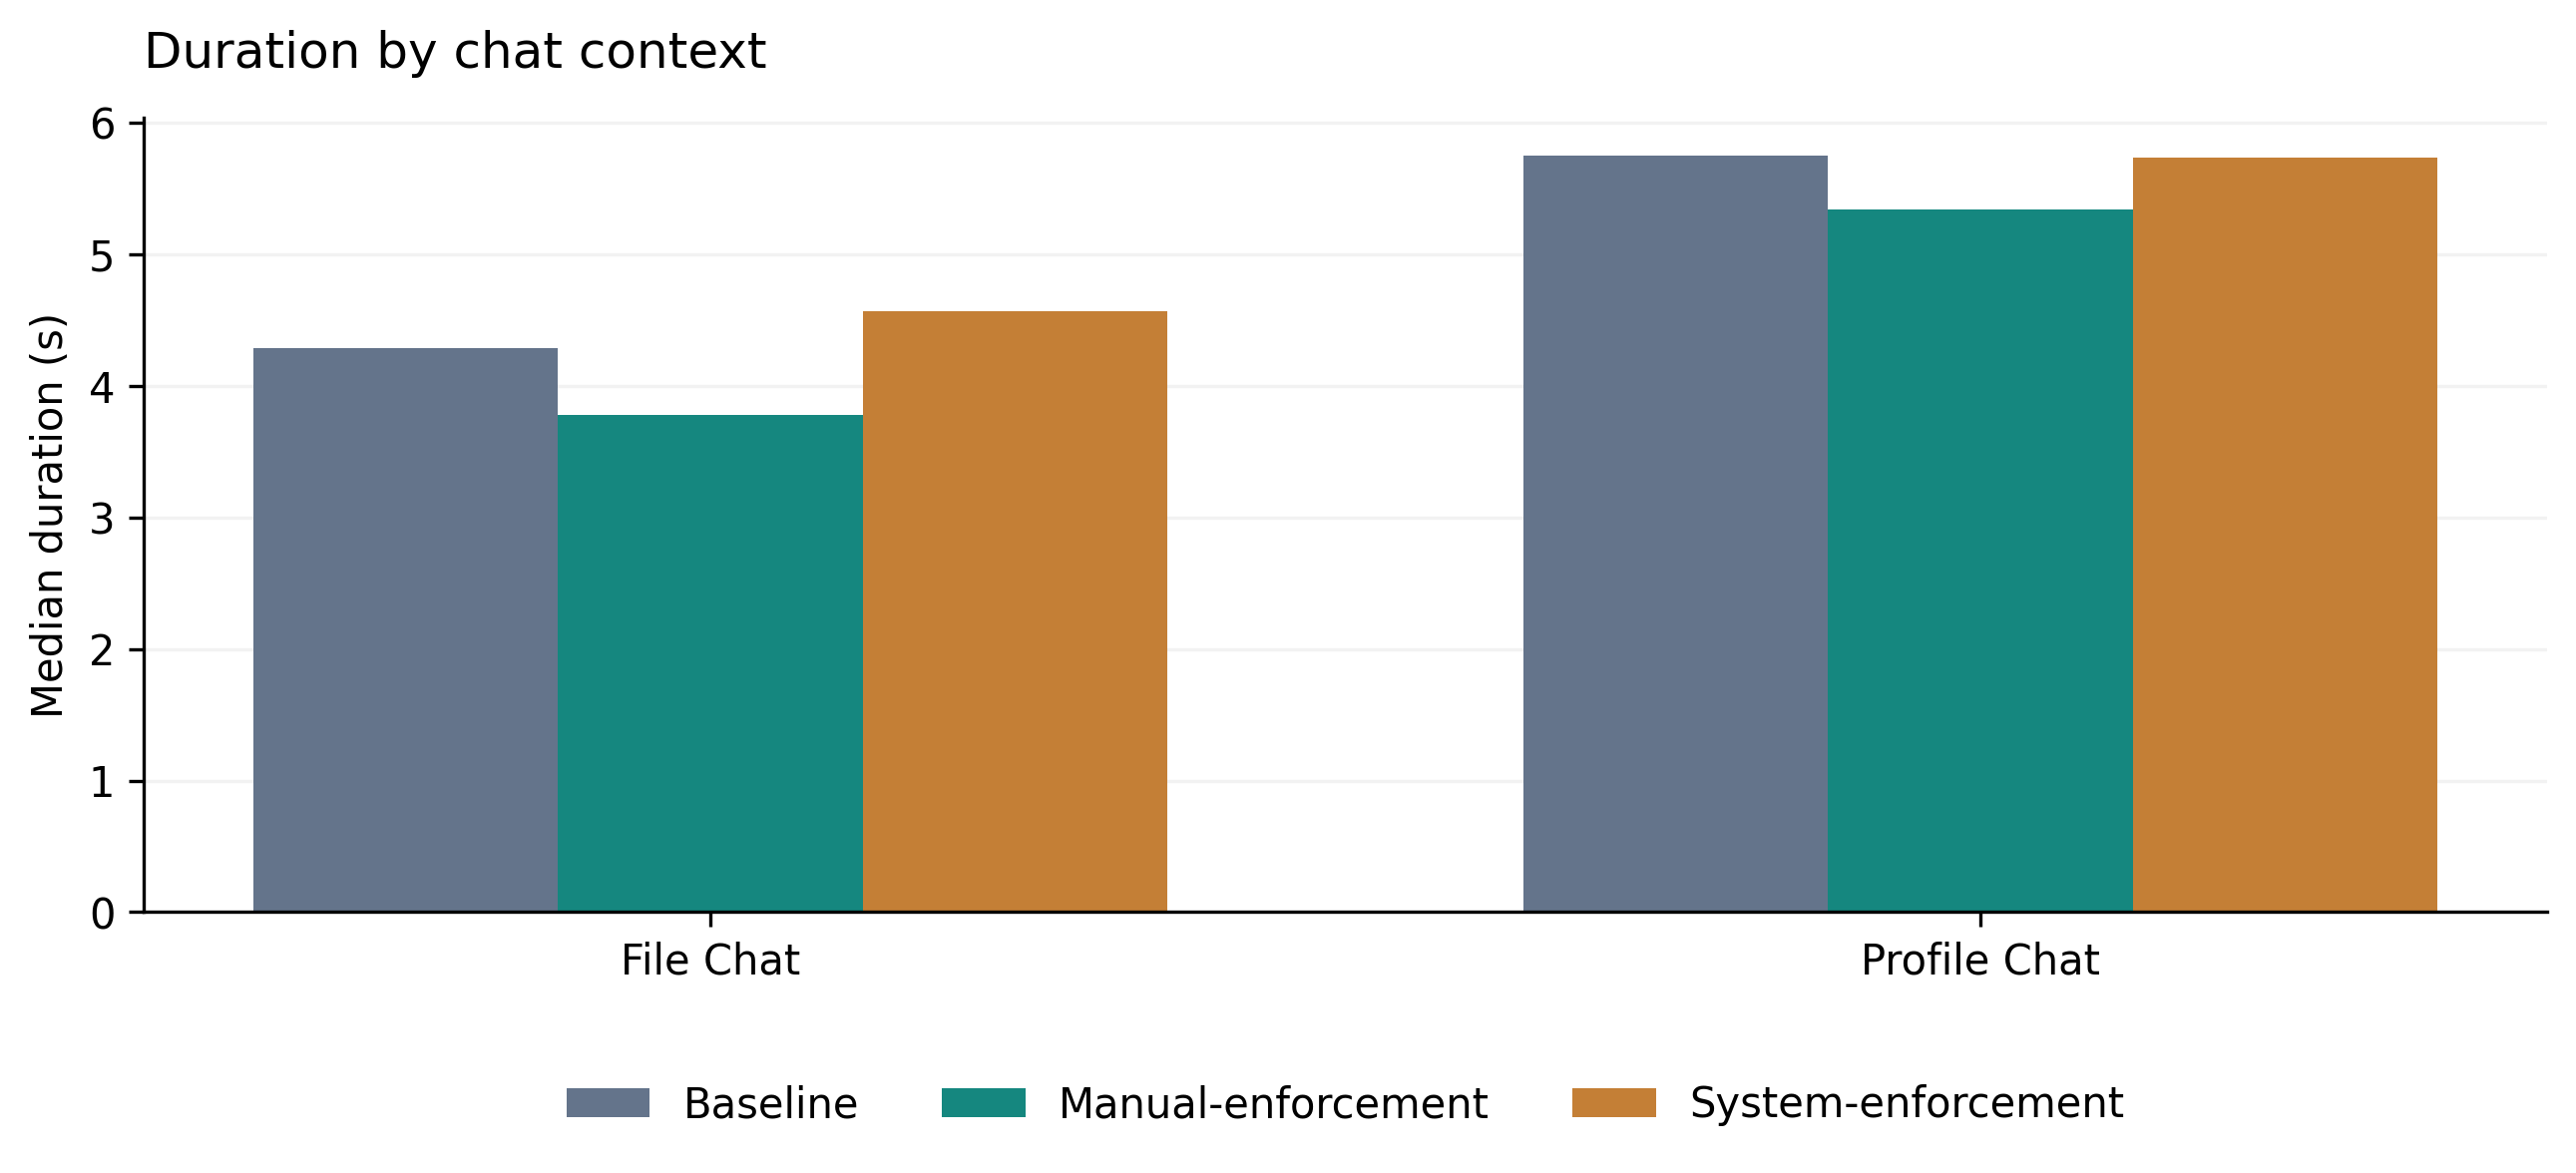 Duration by chat context
Median duration (s)
6
5
4
3
2
1
0
File Chat
Profile Chat
Baseline
Manual-enforcement
System-enforcement